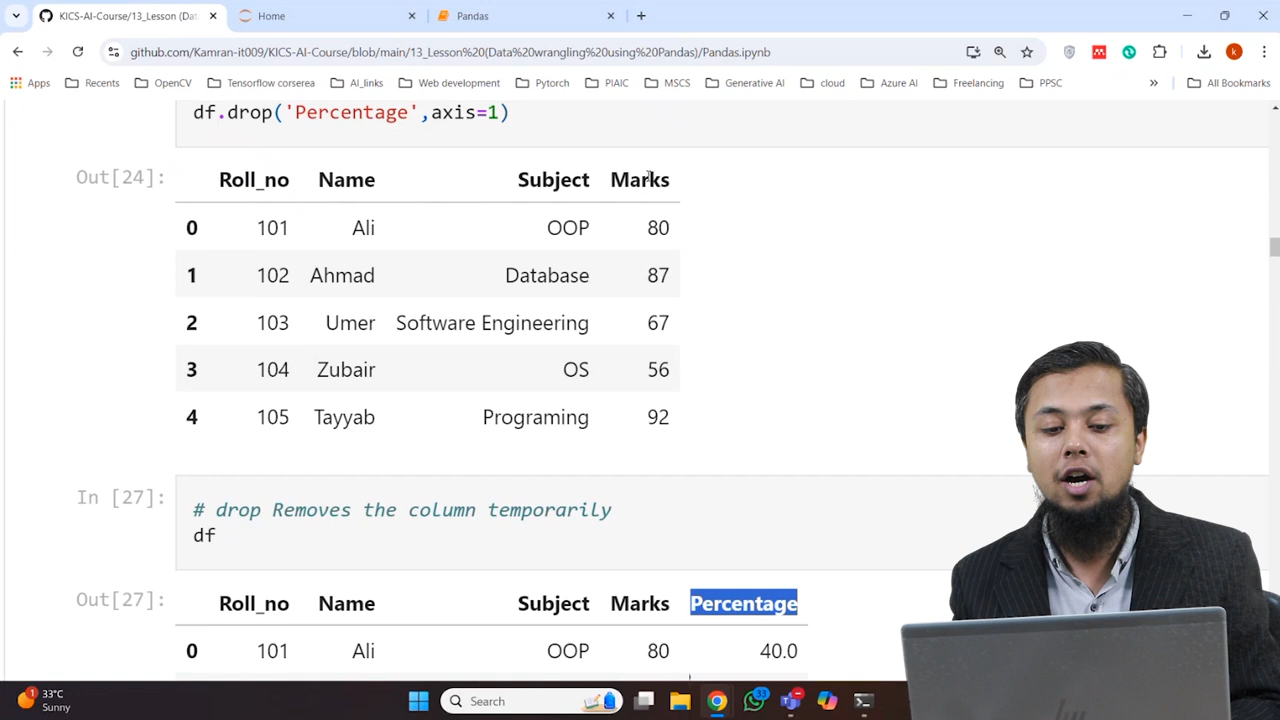 KICS-AI-Course/13_Lesson (Dat
Home
Pandas
github.com/Kamran-it009/KICS-AI-Course/blob/main/13_Lesson%20(Data%20wrangling%20using%20Pandas)/Pandas.ipynb
k
Apps
Recents
OpenCV
Tensorflow corserea
AI_links
Web development
Pytorch
PIAIC
MSCS
Generative AI
cloud
Azure AI
Freelancing
PPSC
»
All Bookmarks
df.drop('Percentage',axis=1)
Out[24]:
Roll_no Name Subject Marks
0 101 Ali OOP 80
1 102 Ahmad Database 87
2 103 Umer Software Engineering 67
3 104 Zubair OS 56
4 105 Tayyab Programing 92
In [27]:
# drop Removes the column temporarily
df
Out[27]:
Roll_no Name Subject Marks Percentage
0 101 Ali OOP 80 40.0
1
33°C
Sunny
Search
33